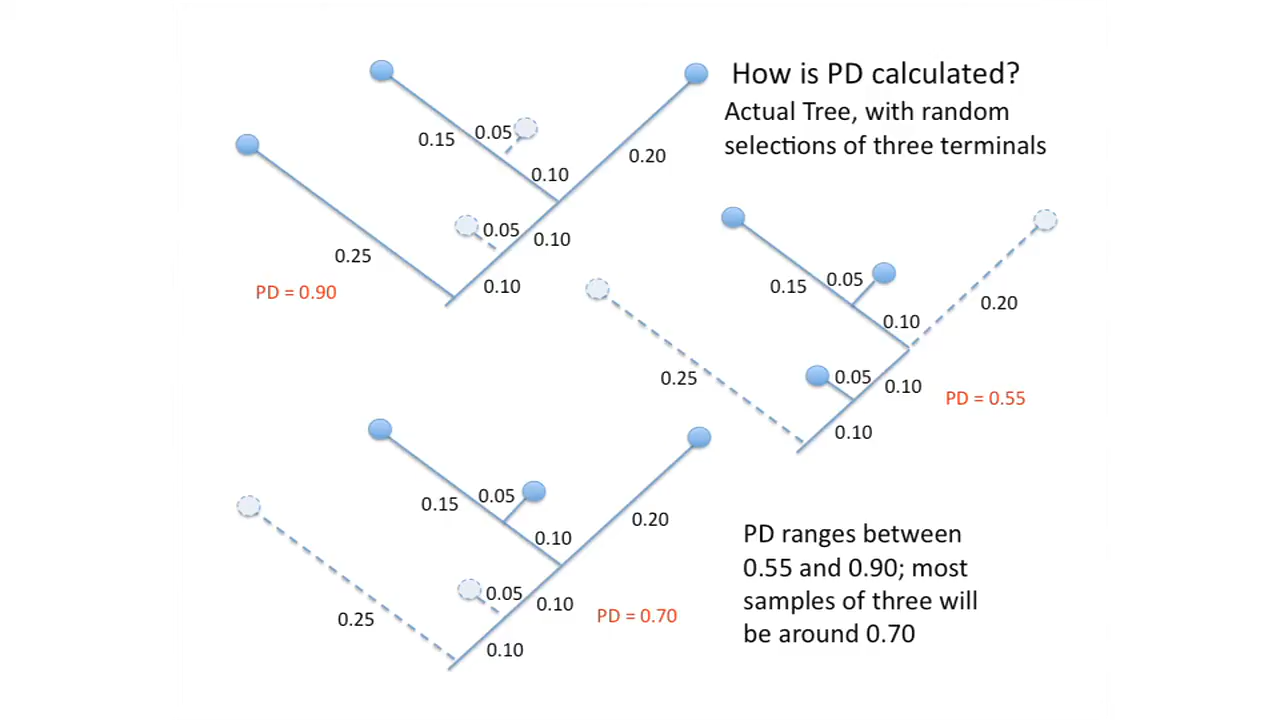 How is PD calculated?
Actual Tree, with random
selections of three terminals
0.15
0.05
0.10
0.20
0.05
0.10
0.25
0.10
PD = 0.90
0.15
0.05
0.10
0.20
0.25
0.05
0.10
PD = 0.55
0.10
0.15
0.05
0.10
0.20
0.05
0.10
PD = 0.70
0.25
0.10
PD ranges between
0.55 and 0.90; most
samples of three will
be around 0.70